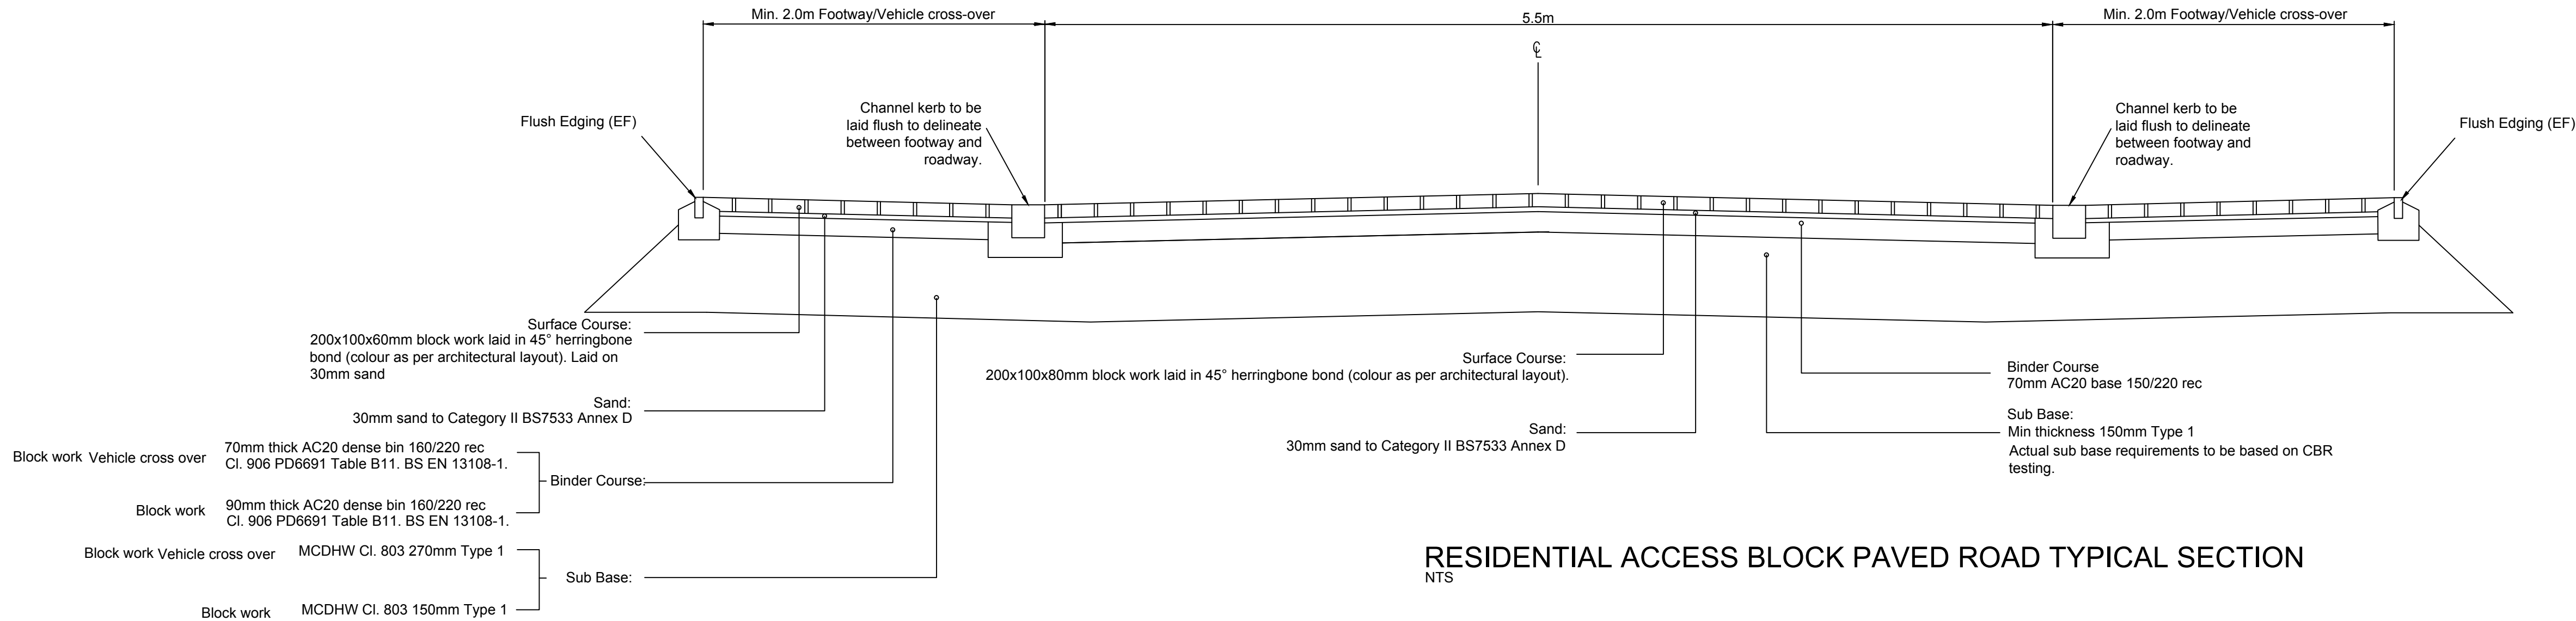 Min. 2.0m Footway/Vehicle cross-over
5.5m
Min. 2.0m Footway/Vehicle cross-over
℄
Flush Edging (EF)
Channel kerb to be
laid flush to delineate
between footway and
roadway.
Channel kerb to be
laid flush to delineate
between footway and
roadway.
Flush Edging (EF)
Surface Course:
200x100x60mm block work laid in 45° herringbone
bond (colour as per architectural layout). Laid on
30mm sand
Sand:
30mm sand to Category II BS7533 Annex D
Block work Vehicle cross over
70mm thick AC20 dense bin 160/220 rec
Cl. 906 PD6691 Table B11. BS EN 13108-1.
Binder Course:
Block work
90mm thick AC20 dense bin 160/220 rec
Cl. 906 PD6691 Table B11. BS EN 13108-1.
Block work Vehicle cross over
MCDHW Cl. 803 270mm Type 1
Sub Base:
Block work
MCDHW Cl. 803 150mm Type 1
Surface Course:
200x100x80mm block work laid in 45° herringbone bond (colour as per architectural layout).
Sand:
30mm sand to Category II BS7533 Annex D
Binder Course
70mm AC20 base 150/220 rec
Sub Base:
Min thickness 150mm Type 1
Actual sub base requirements to be based on CBR
testing.
RESIDENTIAL ACCESS BLOCK PAVED ROAD TYPICAL SECTION
NTS